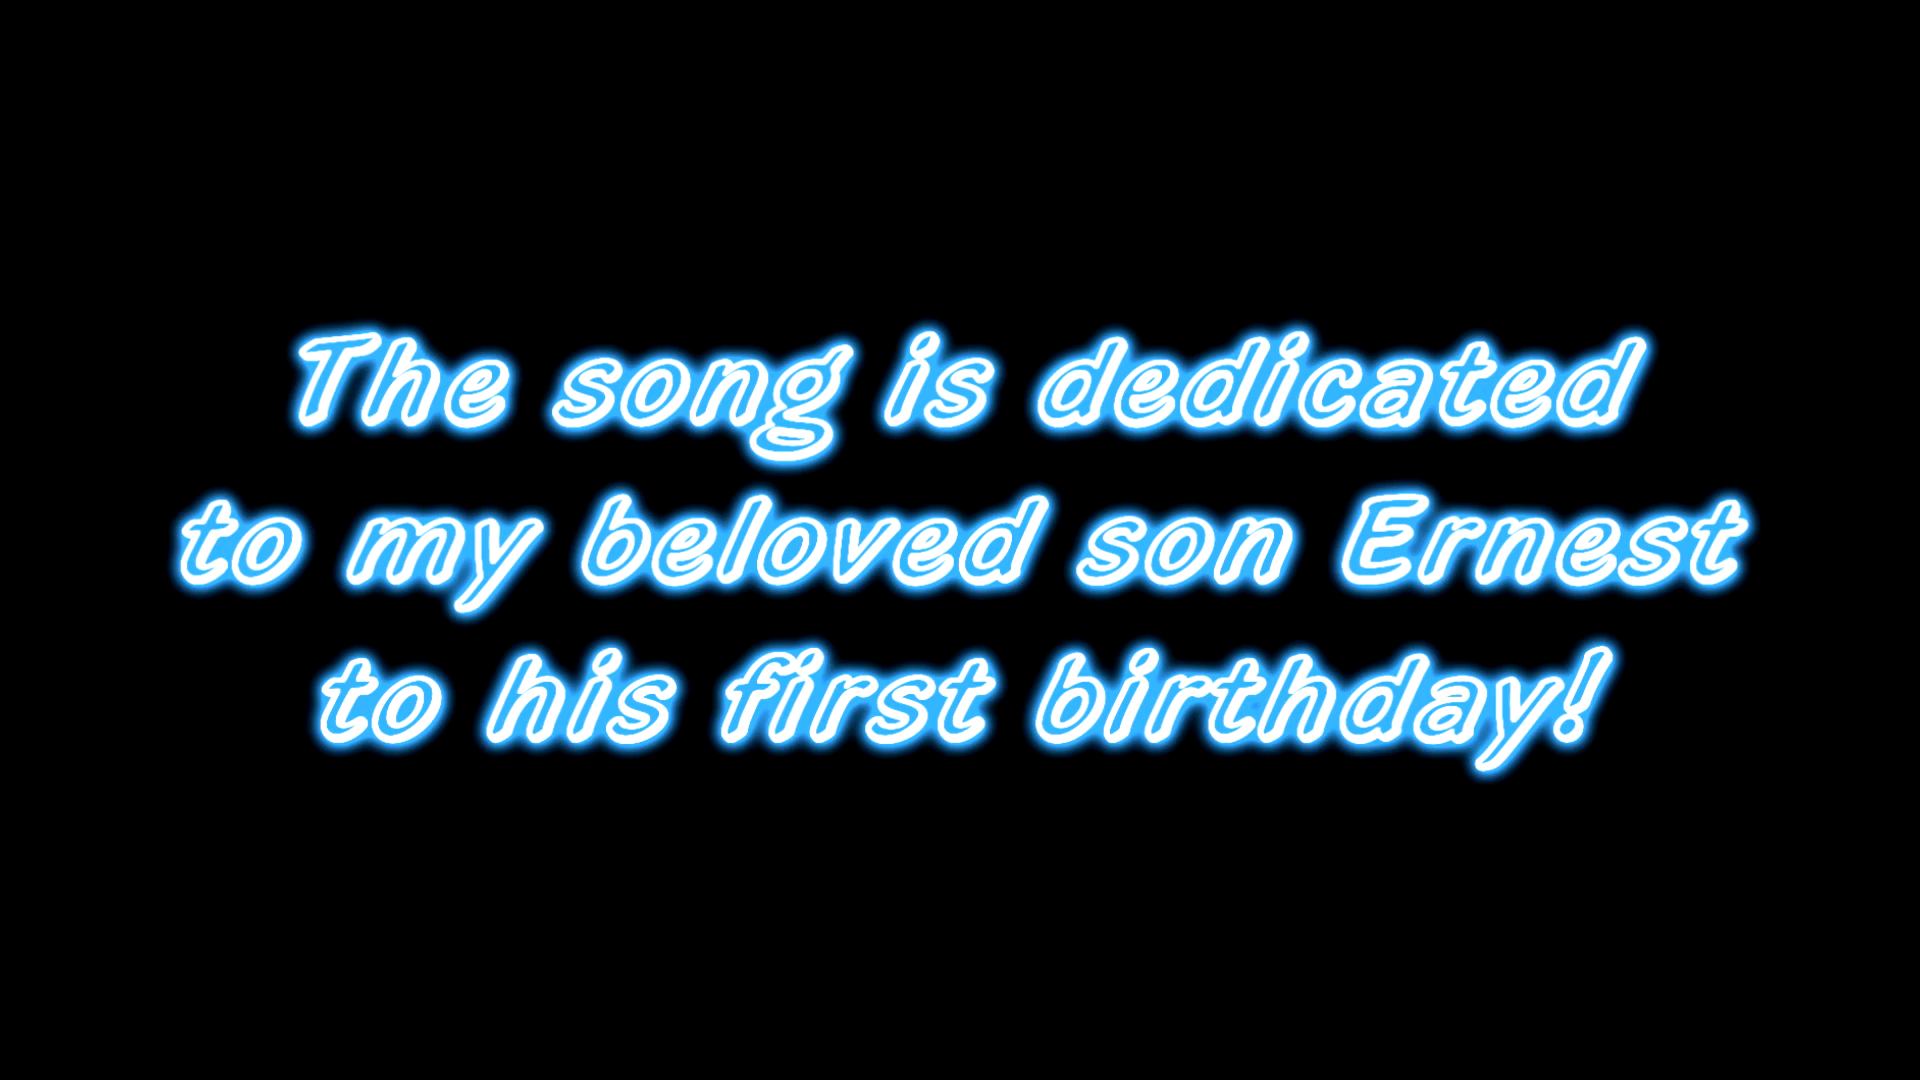 The song is dedicated
to my beloved son Ernest
to his first birthday!